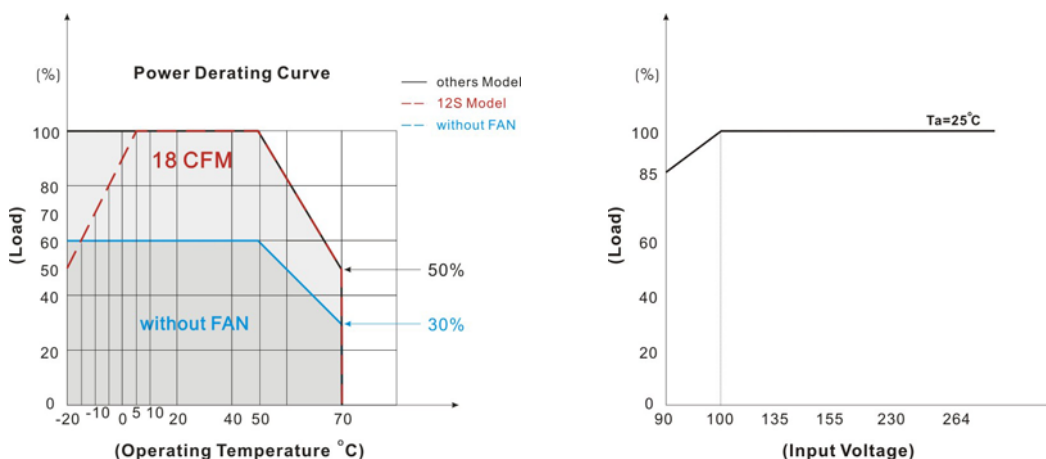 (%)
Power Derating Curve
others Model
12S Model
without FAN
100
80
70
60
50
40
20
0
(Load)
18 CFM
without FAN
50%
30%
-20 -10 0 5 10 20 40 50 70
(Operating Temperature °C)
(%)
Ta=25°C
100
85
60
40
20
0
(Load)
90 100 135 155 230 264
(Input Voltage)